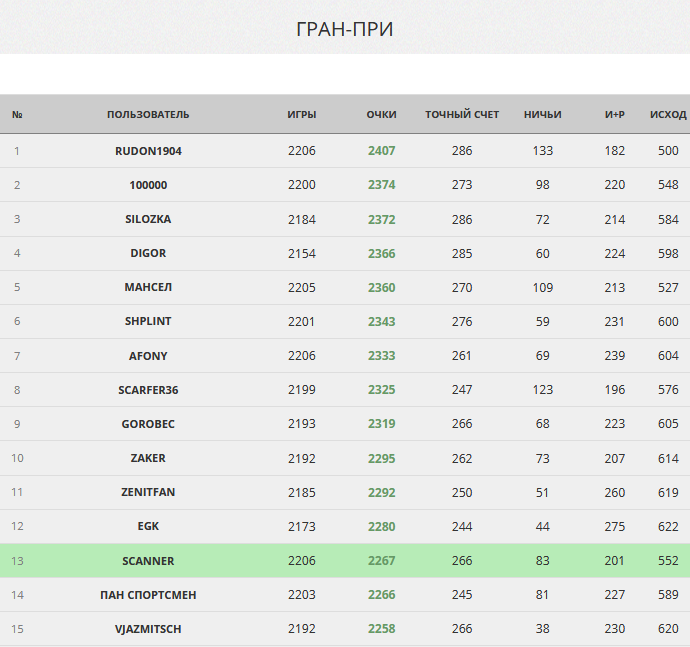 ГРАН-ПРИ
№ ПОЛЬЗОВАТЕЛЬ ИГРЫ ОЧКИ ТОЧНЫЙ СЧЕТ НИЧЬИ И+Р ИСХОД
1 RUDON1904 2206 2407 286 133 182 500
2 100000 2200 2374 273 98 220 548
3 SILOZKA 2184 2372 286 72 214 584
4 DIGOR 2154 2366 285 60 224 598
5 МАНСЕЛ 2205 2360 270 109 213 527
6 SHPLINT 2201 2343 276 59 231 600
7 AFONY 2206 2333 261 69 239 604
8 SCARFER36 2199 2325 247 123 196 576
9 GOROBEC 2193 2319 266 68 223 605
10 ZAKER 2192 2295 262 73 207 614
11 ZENITFAN 2185 2292 250 51 260 619
12 EGK 2173 2280 244 44 275 622
13 SCANNER 2206 2267 266 83 201 552
14 ПАН СПОРТСМЕН 2203 2266 245 81 227 589
15 VJAZMITSCH 2192 2258 266 38 230 620